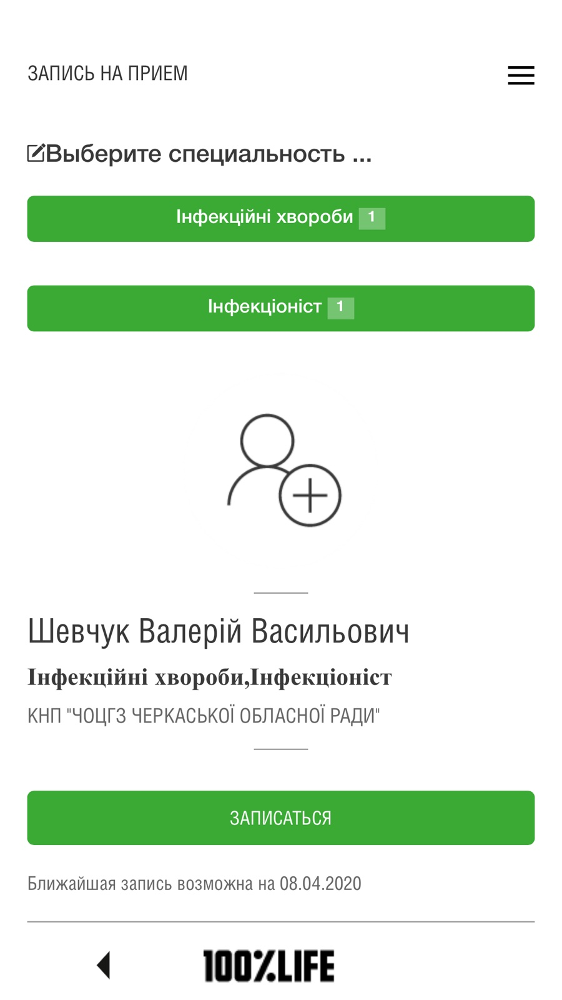 ЗАПИСЬ НА ПРИЕМ
Выберите специальность ...
Інфекційні хвороби 1
Інфекціоніст 1
Шевчук Валерій Васильович
Інфекційні хвороби,Інфекціоніст
КНП "ЧОЦГЗ ЧЕРКАСЬКОЇ ОБЛАСНОЇ РАДИ"
ЗАПИСАТЬСЯ
Ближайшая запись возможна на 08.04.2020
100%LIFE